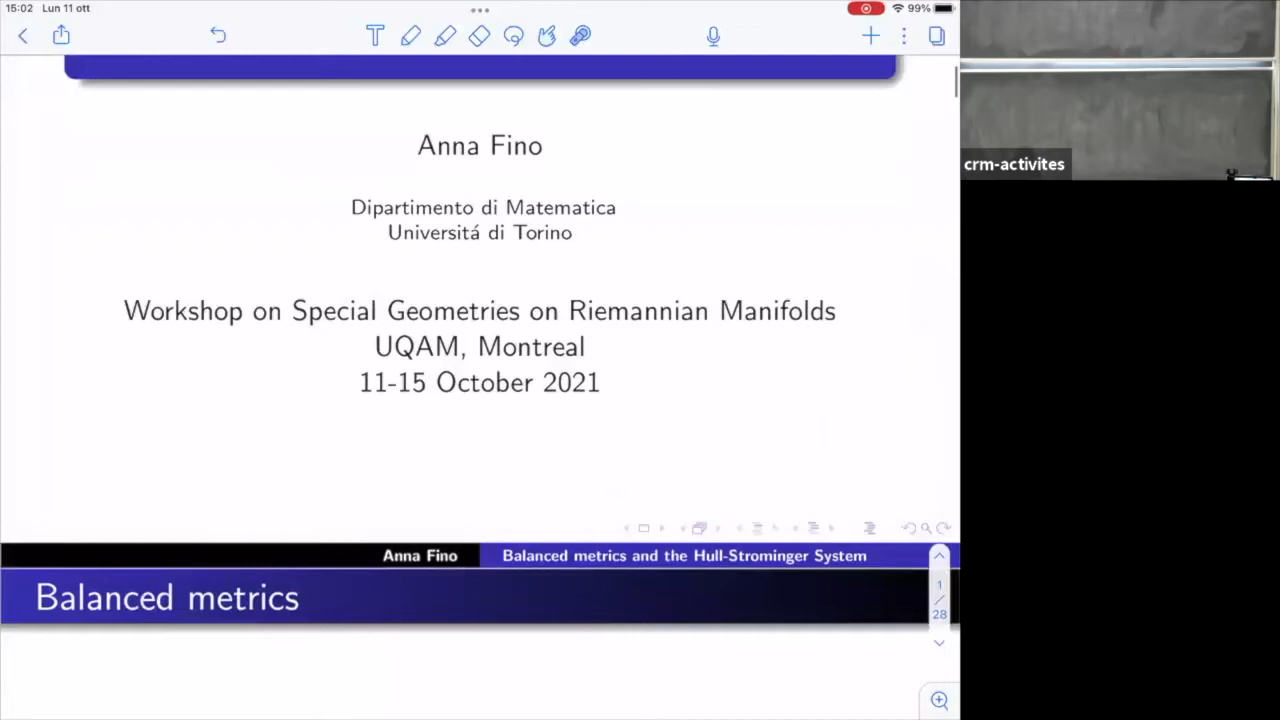 15:02 Lun 11 ott
99%
Anna Fino
Dipartimento di Matematica
Universitá di Torino
Workshop on Special Geometries on Riemannian Manifolds
UQAM, Montreal
11-15 October 2021
Anna Fino
Balanced metrics and the Hull-Strominger System
Balanced metrics
1
/
28
crm-activites